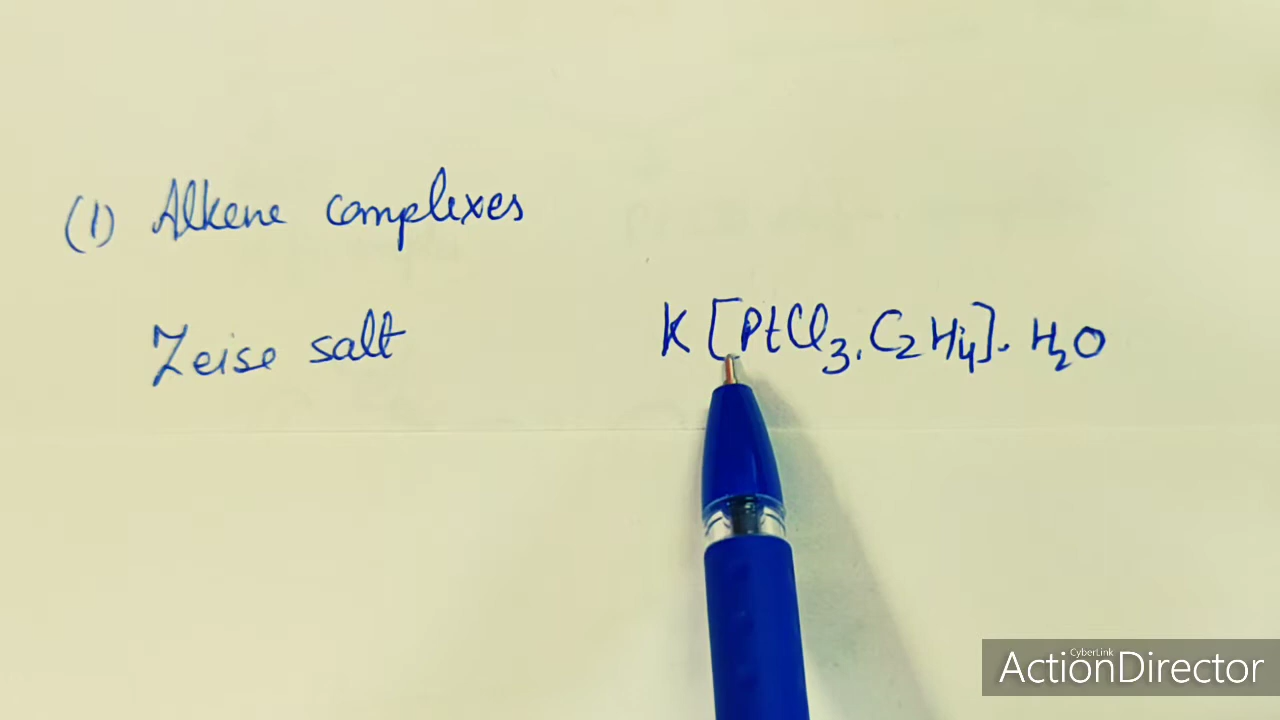 (1) Alkene complexes
Zeise salt K[PtCl3.C2H4].H2O
CyberLink
ActionDirector